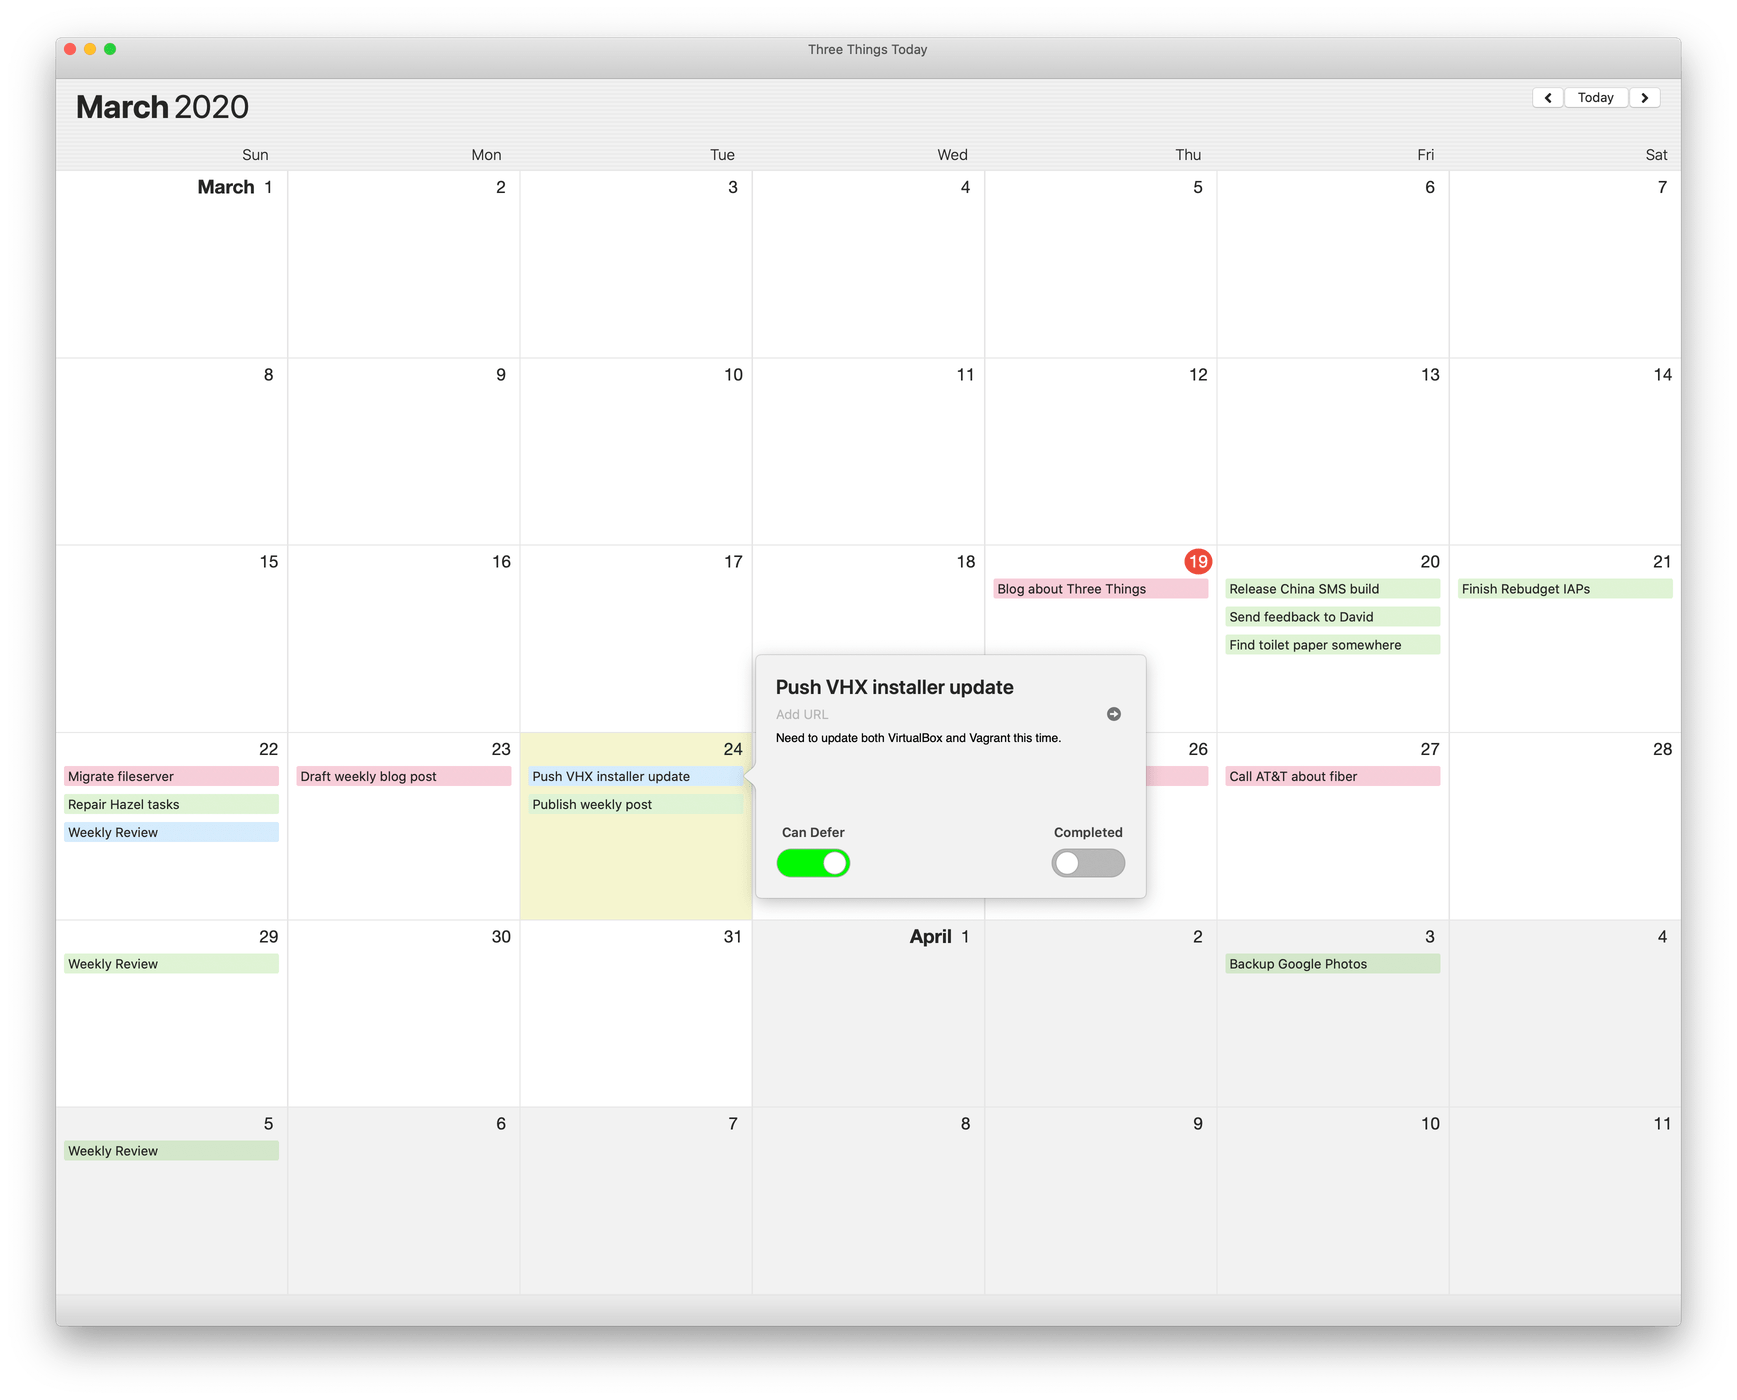 Three Things Today
March 2020
Today
Sun Mon Tue Wed Thu Fri Sat
March 1 2 3 4 5 6 7
8 9 10 11 12 13 14
15 16 17 18 19 20 21
Blog about Three Things Release China SMS build Finish Rebudget IAPs
Send feedback to David
Find toilet paper somewhere
Push VHX installer update
Add URL
Need to update both VirtualBox and Vagrant this time.
Can Defer Completed
22 23 24 26 27 28
Migrate fileserver Draft weekly blog post Push VHX installer update Call AT&T about fiber
Repair Hazel tasks Publish weekly post
Weekly Review
29 30 31 April 1 2 3 4
Weekly Review Backup Google Photos
5 6 7 8 9 10 11
Weekly Review